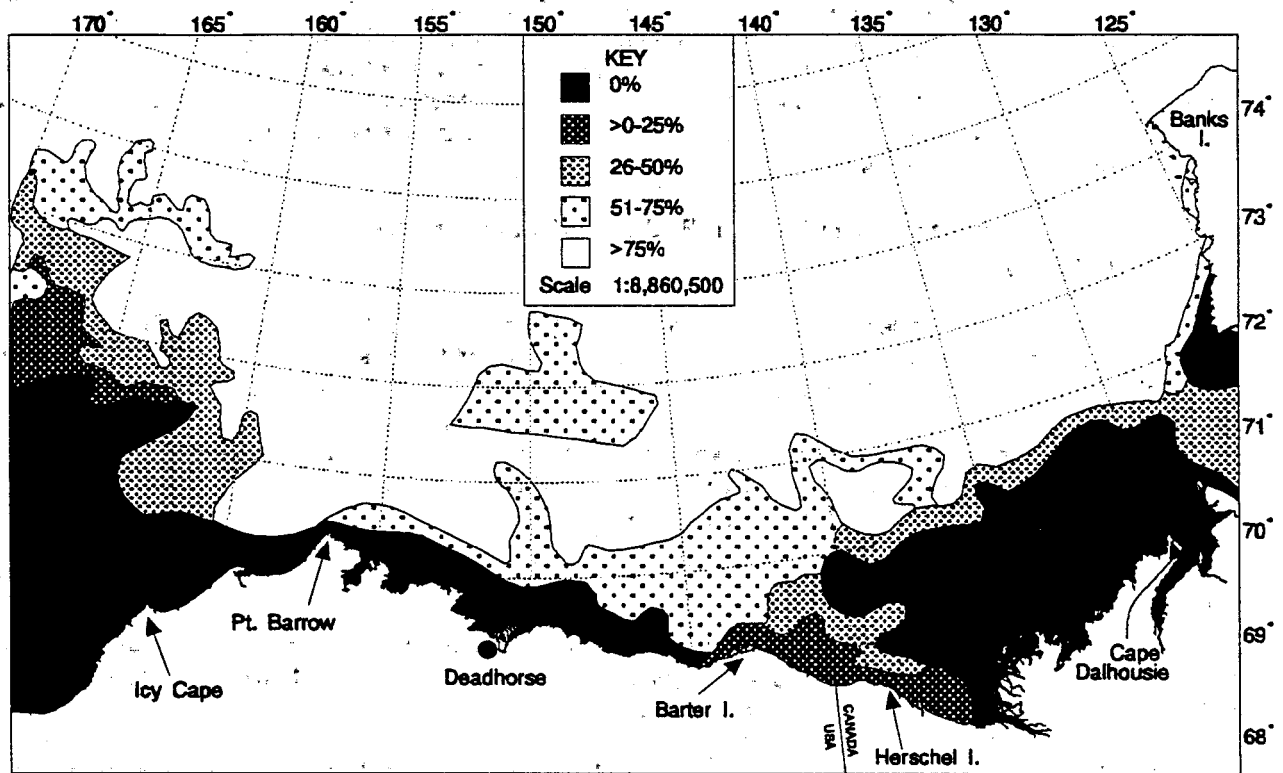 170° 165° 160° 155° 150° 145° 140° 135° 130° 125°
KEY
0%
>0-25%
26-50%
51-75%
>75%
Scale 1:8,860,500
Banks
I.
74°
73°
72°
71°
70°
69°
68°
Icy Cape
Pt. Barrow
Deadhorse
Barter I.
USA
CANADA
Herschel I.
Cape
Dalhousie